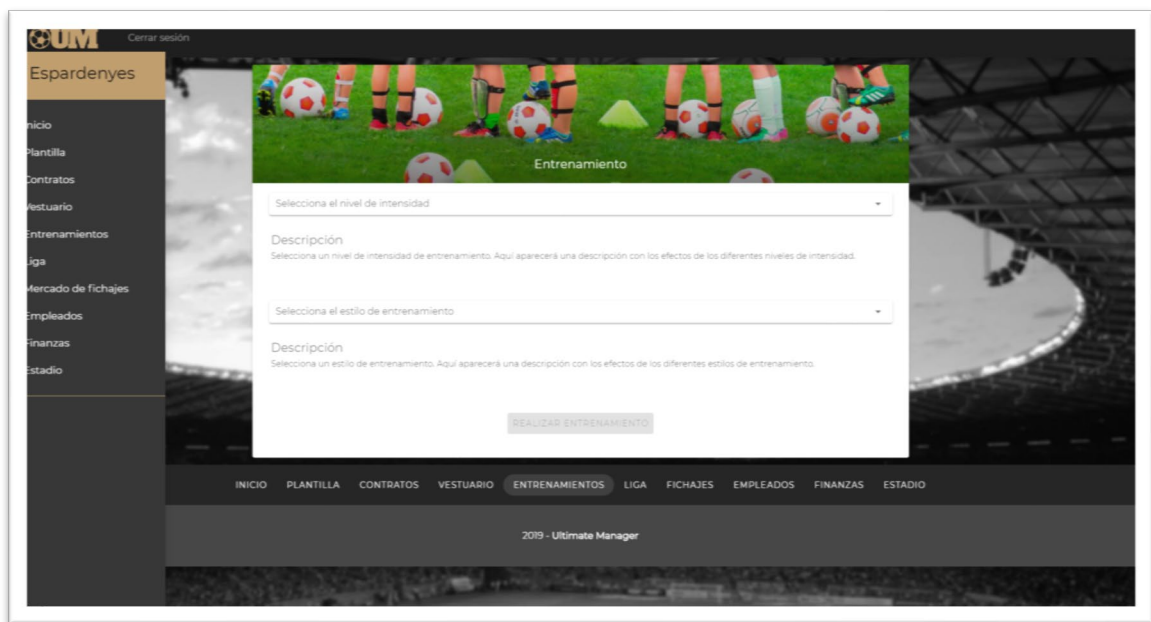 UM
Cerrar sesión
Espardenyes
nicio
Plantilla
Contratos
Vestuario
Entrenamientos
Liga
Mercado de fichajes
Empleados
Finanzas
Estadio
Entrenamiento
Selecciona el nivel de intensidad
Descripción
Selecciona un nivel de intensidad de entrenamiento. Aquí aparecerá una descripción con los efectos de los diferentes niveles de intensidad.
Selecciona el estilo de entrenamiento
Descripción
Selecciona un estilo de entrenamiento. Aquí aparecerá una descripción con los efectos de los diferentes estilos de entrenamiento.
REALIZAR ENTRENAMIENTO
INICIO PLANTILLA CONTRATOS VESTUARIO ENTRENAMIENTOS LIGA FICHAJES EMPLEADOS FINANZAS ESTADIO
2019 - Ultimate Manager